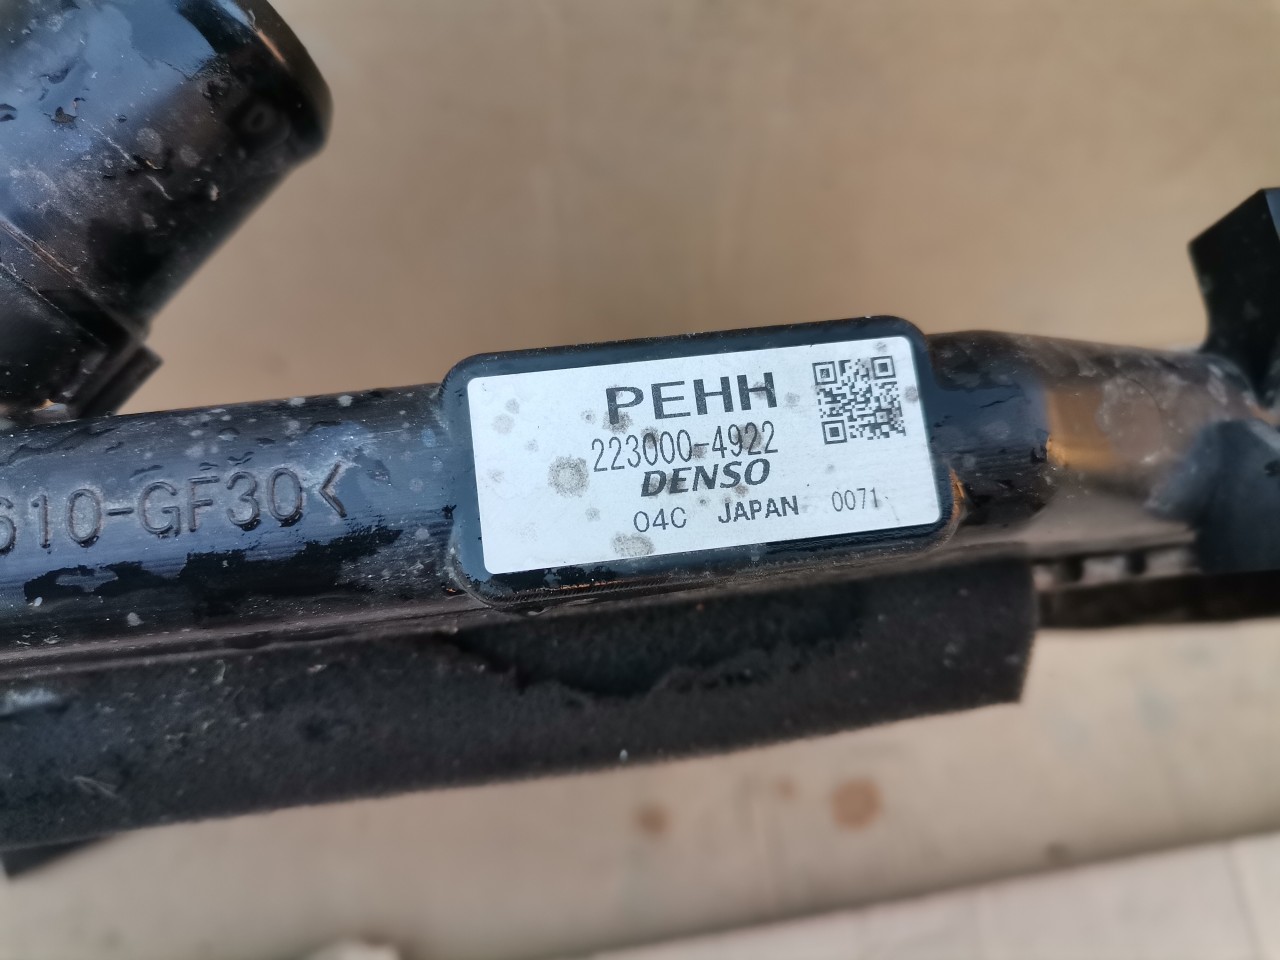 PEHH
223000-4922
DENSO
04C JAPAN 0071
610-GF30<